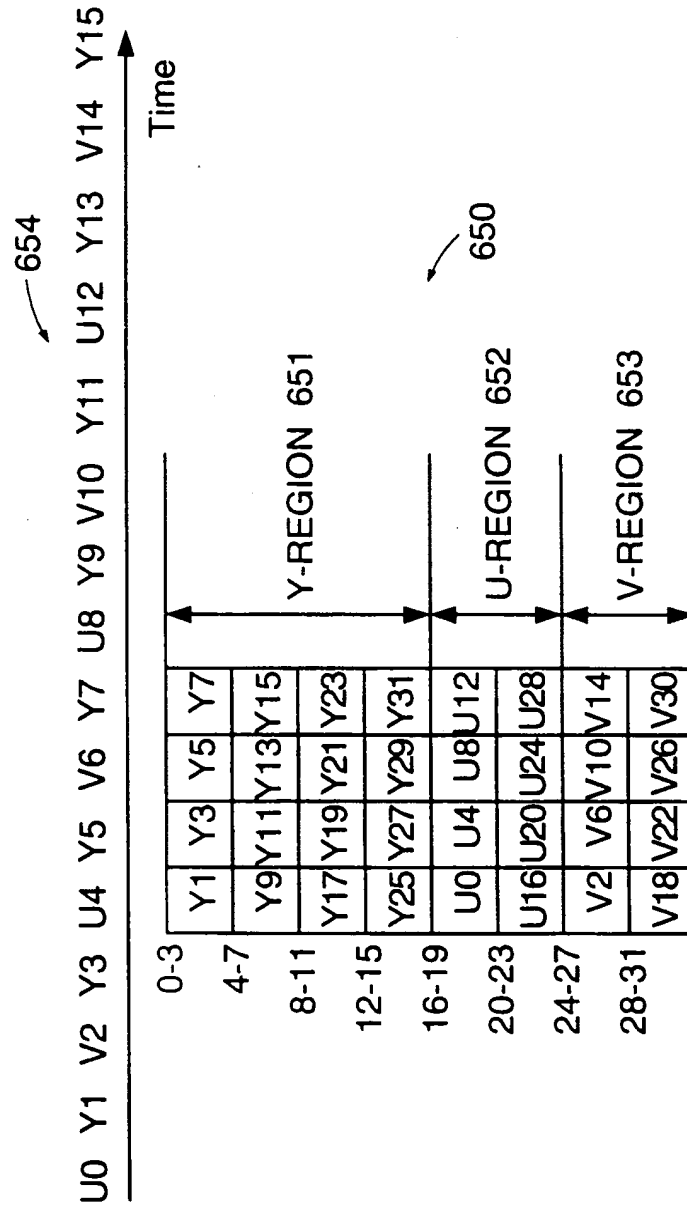 U0 Y1 V2 Y3 U4 Y5 V6 Y7 U8 Y9 V10 Y11 U12 Y13 V14 Y15
654
Time
650
0-3 Y1 Y3 Y5 Y7
4-7 Y9 Y11 Y13 Y15
8-11 Y17 Y19 Y21 Y23
12-15 Y25 Y27 Y29 Y31
16-19 U0 U4 U8 U12
20-23 U16 U20 U24 U28
24-27 V2 V6 V10 V14
28-31 V18 V22 V26 V30
Y-REGION 651
U-REGION 652
V-REGION 653